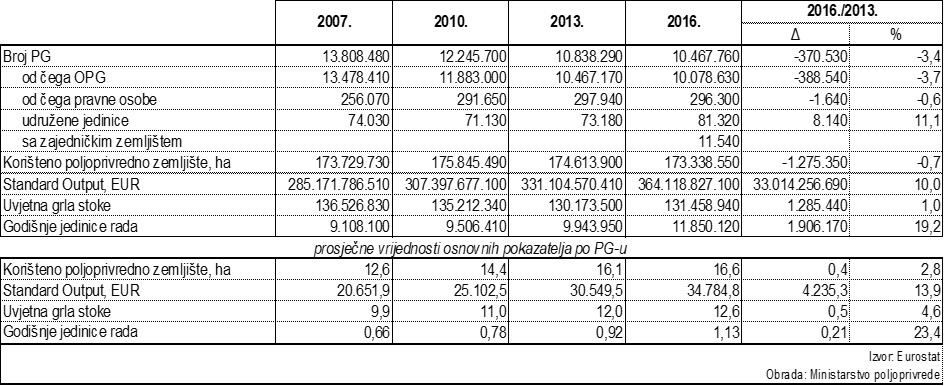 2007. 2010. 2013. 2016. 2016./2013.
Δ %
Broj PG 13.808.480 12.245.700 10.838.290 10.467.760 -370.530 -3,4
od čega OPG 13.478.410 11.883.000 10.467.170 10.078.630 -388.540 -3,7
od čega pravne osobe 256.070 291.650 297.940 296.300 -1.640 -0,6
udružene jedinice 74.030 71.130 73.180 81.320 8.140 11,1
sa zajedničkim zemljištem 11.540
Korišteno poljoprivredno zemljište, ha 173.729.730 175.845.490 174.613.900 173.338.550 -1.275.350 -0,7
Standard Output, EUR 285.171.786.510 307.397.677.100 331.104.570.410 364.118.827.100 33.014.256.690 10,0
Uvjetna grla stoke 136.526.830 135.212.340 130.173.500 131.458.940 1.285.440 1,0
Godišnje jedinice rada 9.108.100 9.506.410 9.943.950 11.850.120 1.906.170 19,2
prosječne vrijednosti osnovnih pokazatelja po PG-u
Korišteno poljoprivredno zemljište, ha 12,6 14,4 16,1 16,6 0,4 2,8
Standard Output, EUR 20.651,9 25.102,5 30.549,5 34.784,8 4.235,3 13,9
Uvjetna grla stoke 9,9 11,0 12,0 12,6 0,5 4,6
Godišnje jedinice rada 0,66 0,78 0,92 1,13 0,21 23,4
Izvor: Eurostat
Obrada: Ministarstvo poljoprivrede